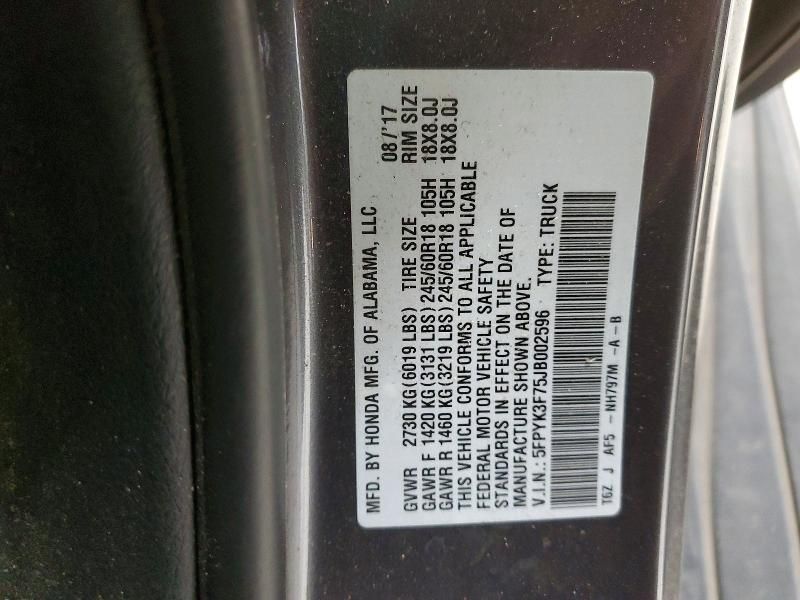 MFD. BY HONDA MFG. OF ALABAMA, LLC 08/'17
GVWR 2730 KG(6019 LBS) TIRE SIZE RIM SIZE
GAWR F 1420 KG(3131 LBS)245/60R18 105H 18X8.0J
GAWR R 1460 KG(3219 LBS)245/60R18 105H 18X8.0J
THIS VEHICLE CONFORMS TO ALL APPLICABLE
FEDERAL MOTOR VEHICLE SAFETY
STANDARDS IN EFFECT ON THE DATE OF
MANUFACTURE SHOWN ABOVE.
V.I.N.:5FPYK3F75JB002596 TYPE: TRUCK
T6Z J AF5 -NH797M -A-B